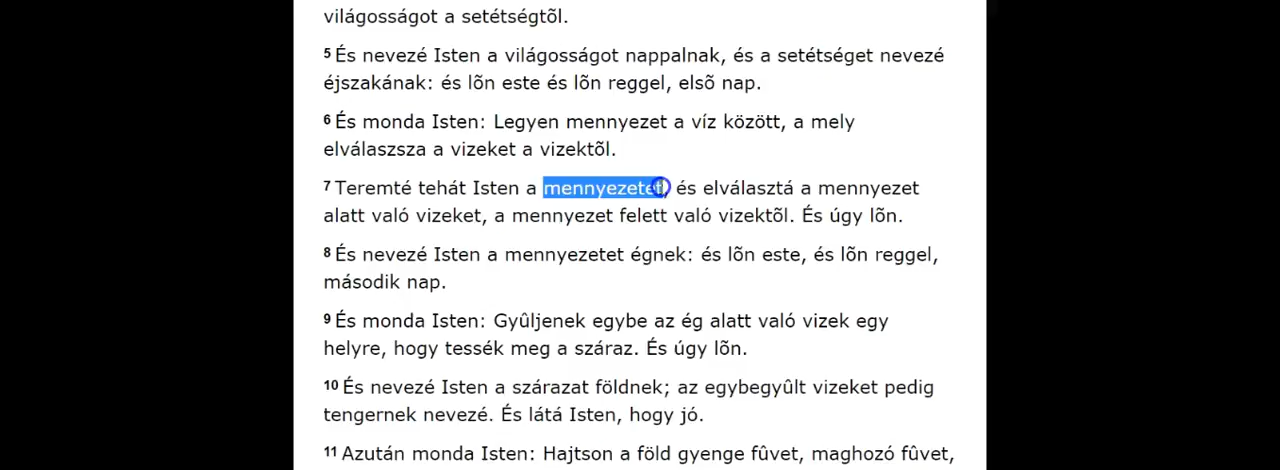 világosságot a setétségtõl.
5 És nevezé Isten a világosságot nappalnak, és a setétséget nevezé
éjszakának: és lõn este és lõn reggel, elsõ nap.
6 És monda Isten: Legyen mennyezet a víz között, a mely
elválaszsza a vizeket a vizektõl.
7 Teremté tehát Isten a mennyezetet, és elválasztá a mennyezet
alatt való vizeket, a mennyezet felett való vizektõl. És úgy lõn.
8 És nevezé Isten a mennyezetet égnek: és lõn este, és lõn reggel,
második nap.
9 És monda Isten: Gyûljenek egybe az ég alatt való vizek egy
helyre, hogy tessék meg a száraz. És úgy lõn.
10 És nevezé Isten a szárazat földnek; az egybegyûlt vizeket pedig
tengernek nevezé. És látá Isten, hogy jó.
11 Azután monda Isten: Hajtson a föld gyenge fûvet, maghozó fûvet,